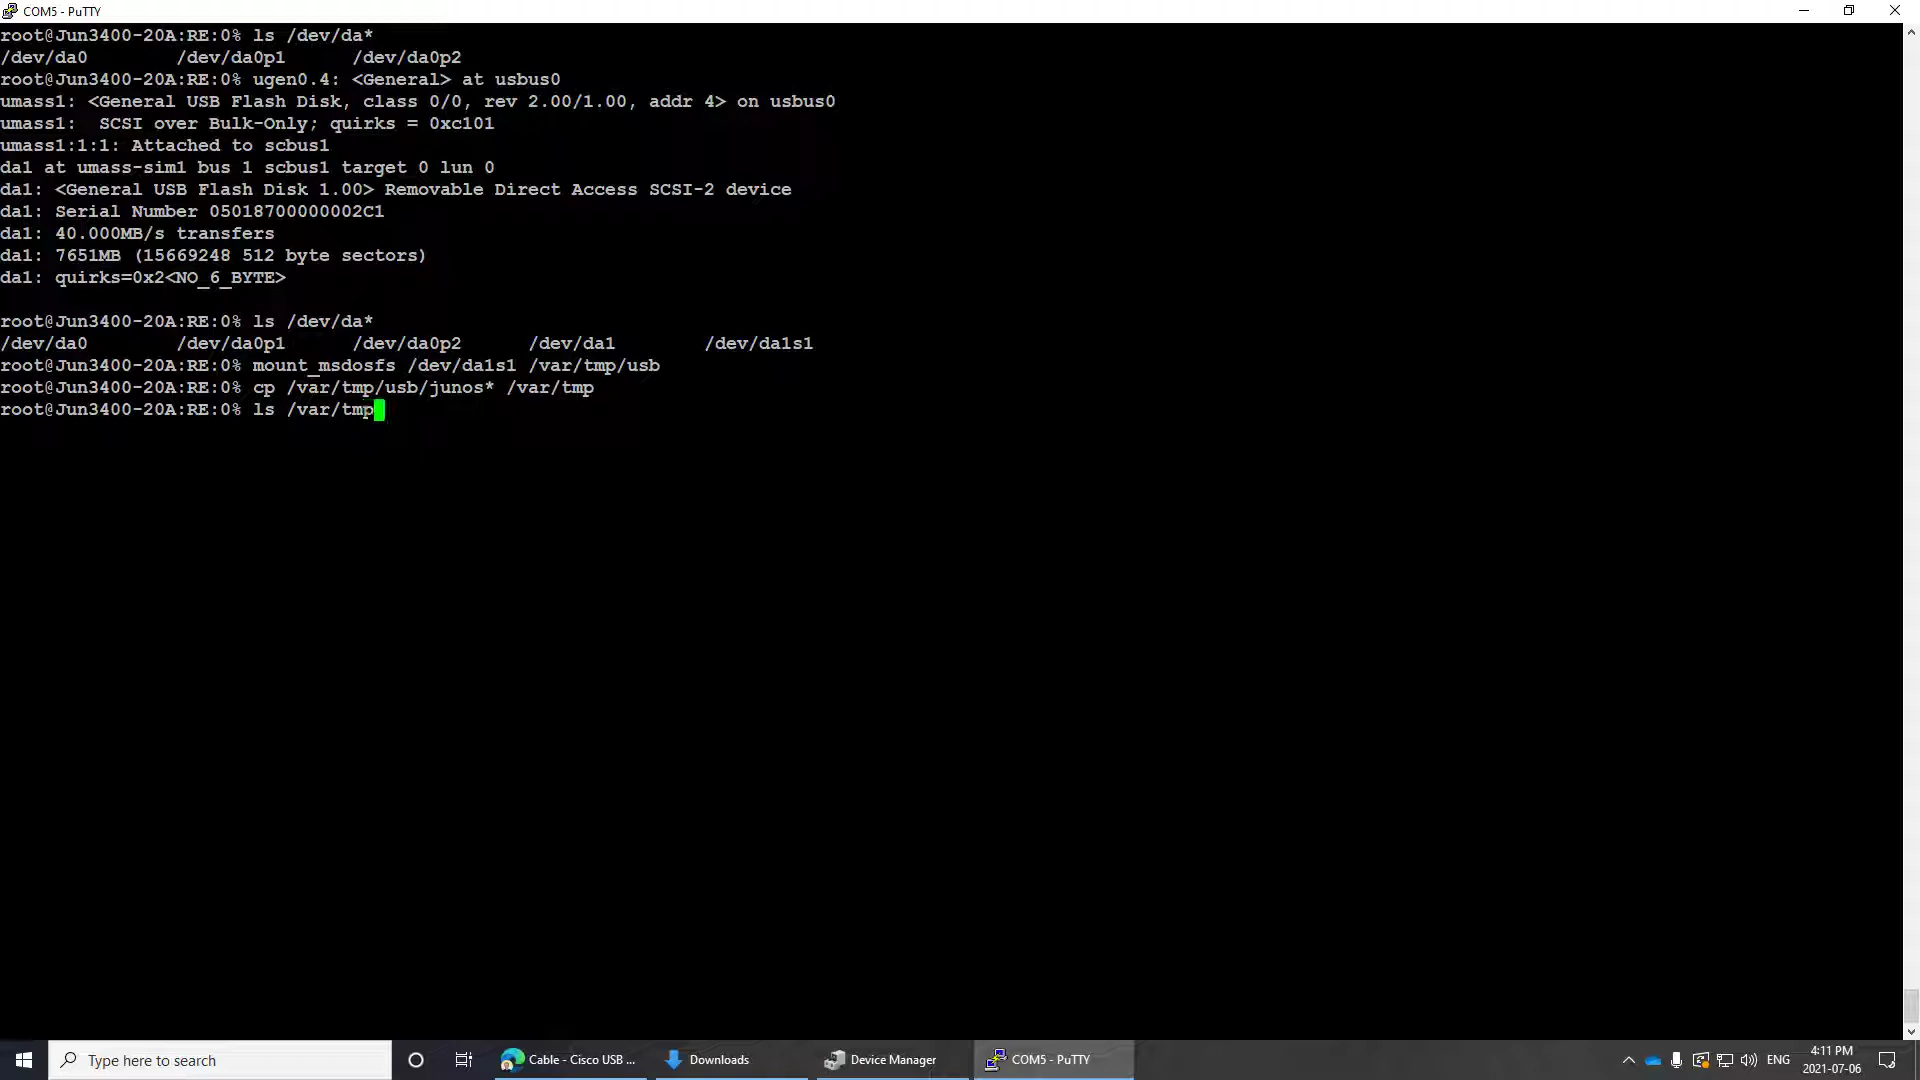 COM5 - PuTTY
root@Jun3400-20A:RE:0% ls /dev/da*
/dev/da0        /dev/da0p1      /dev/da0p2
root@Jun3400-20A:RE:0% ugen0.4: <General> at usbus0
umass1: <General USB Flash Disk, class 0/0, rev 2.00/1.00, addr 4> on usbus0
umass1:  SCSI over Bulk-Only; quirks = 0xc101
umass1:1:1: Attached to scbus1
da1 at umass-sim1 bus 1 scbus1 target 0 lun 0
da1: <General USB Flash Disk 1.00> Removable Direct Access SCSI-2 device
da1: Serial Number 05018700000002C1
da1: 40.000MB/s transfers
da1: 7651MB (15669248 512 byte sectors)
da1: quirks=0x2<NO_6_BYTE>
root@Jun3400-20A:RE:0% ls /dev/da*
/dev/da0        /dev/da0p1      /dev/da0p2      /dev/da1        /dev/da1s1
root@Jun3400-20A:RE:0% mount_msdosfs /dev/da1s1 /var/tmp/usb
root@Jun3400-20A:RE:0% cp /var/tmp/usb/junos* /var/tmp
root@Jun3400-20A:RE:0% ls /var/tmp
Type here to search
Cable - Cisco USB ...
Downloads
Device Manager
COM5 - PuTTY
ENG
4:11 PM
2021-07-06